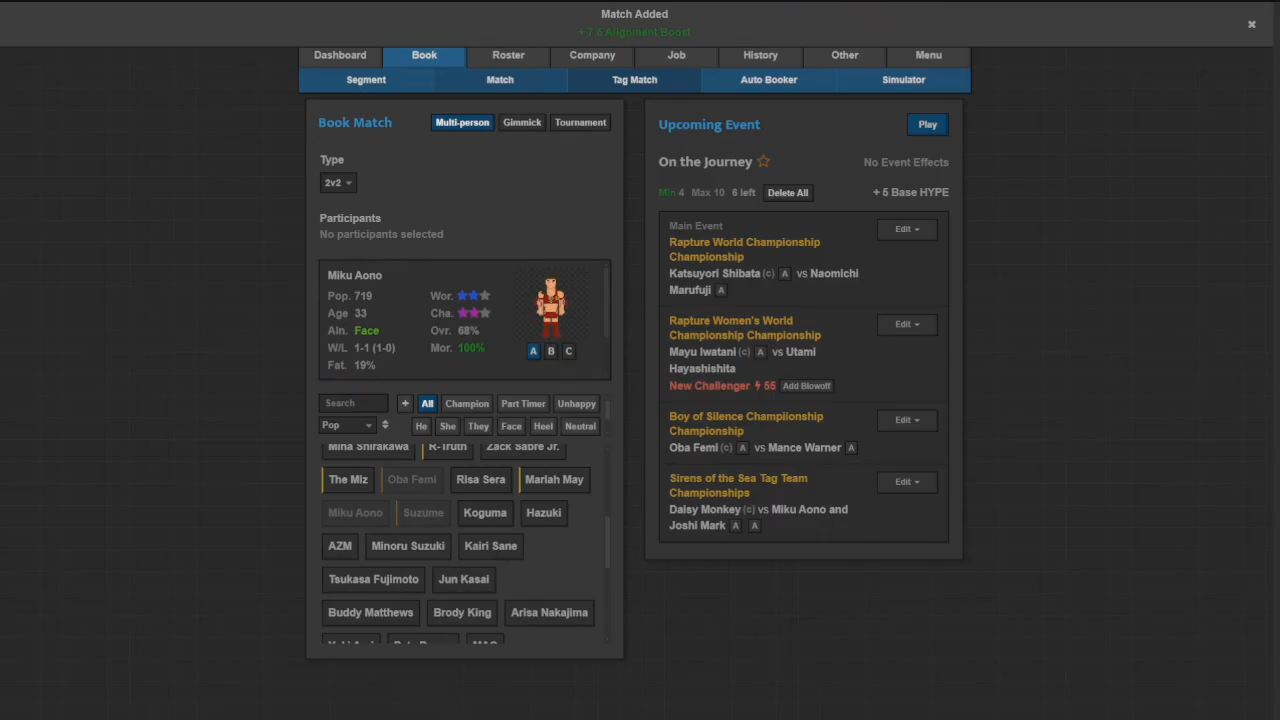 Match Added
+ 7.5 Alignment Boost
Dashboard Book Roster Company Job History Other Menu
Segment Match Tag Match Auto Booker Simulator
Book Match Multi-person Gimmick Tournament
Type
2v2
Participants
No participants selected
Miku Aono
Pop. 719 Wor.
Age 33 Cha.
Aln. Face Ovr. 68%
W/L 1-1 (1-0) Mor. 100%
Fat. 19%
A B C
Search + All Champion Part Timer Unhappy
Pop He She They Face Heel Neutral
Mina Shirakawa R-Truth Zack Sabre Jr.
The Miz Oba Femi Risa Sera Mariah May
Miku Aono Suzume Koguma Hazuki
AZM Minoru Suzuki Kairi Sane
Tsukasa Fujimoto Jun Kasai
Buddy Matthews Brody King Arisa Nakajima
Upcoming Event Play
On the Journey No Event Effects
Min 4 Max 10 6 left Delete All + 5 Base HYPE
Main Event Edit
Rapture World Championship
Championship
Katsuyori Shibata (c) A vs Naomichi
Marufuji A
Rapture Women's World Edit
Championship Championship
Mayu Iwatani (c) A vs Utami
Hayashishita
New Challenger 55 Add Blowoff
Boy of Silence Champiionship Edit
Championship
Oba Femi (c) A vs Mance Warner A
Sirens of the Sea Tag Team Edit
Championships
Daisy Monkey (c) vs Miku Aono and
Joshi Mark A A